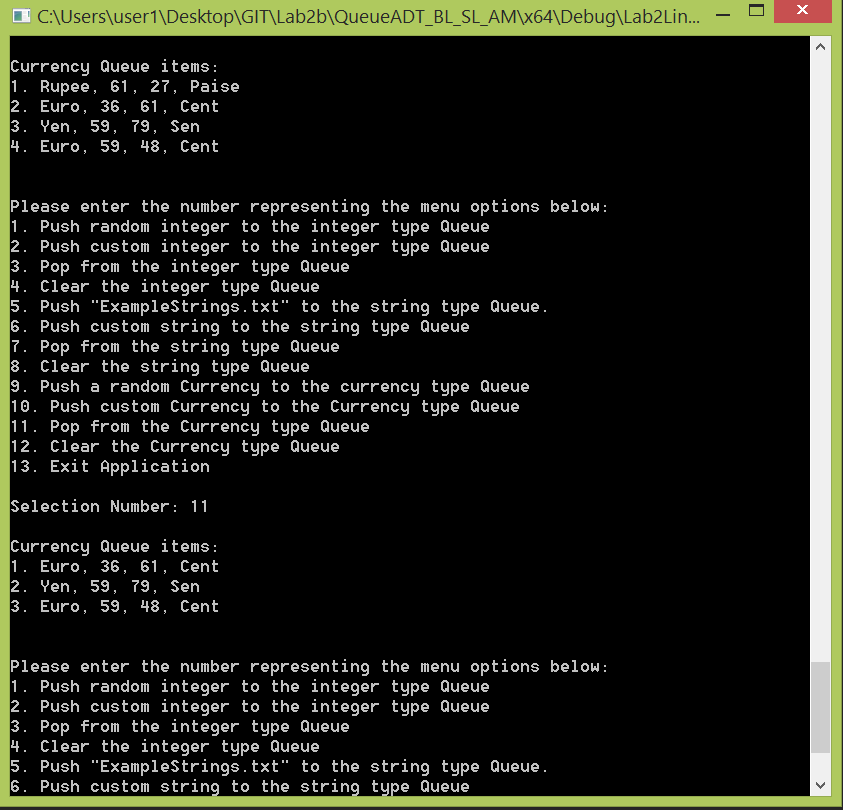 C:\Users\user1\Desktop\GIT\Lab2b\QueueADT_BL_SL_AM\x64\Debug\Lab2Lin...
Currency Queue items:
1. Rupee, 61, 27, Paise
2. Euro, 36, 61, Cent
3. Yen, 59, 79, Sen
4. Euro, 59, 48, Cent
Please enter the number representing the menu options below:
1. Push random integer to the integer type Queue
2. Push custom integer to the integer type Queue
3. Pop from the integer type Queue
4. Clear the integer type Queue
5. Push "ExampleStrings.txt" to the string type Queue.
6. Push custom string to the string type Queue
7. Pop from the string type Queue
8. Clear the string type Queue
9. Push a random Currency to the currency type Queue
10. Push custom Currency to the Currency type Queue
11. Pop from the Currency type Queue
12. Clear the Currency type Queue
13. Exit Application
Selection Number: 11
Currency Queue items:
1. Euro, 36, 61, Cent
2. Yen, 59, 79, Sen
3. Euro, 59, 48, Cent
Please enter the number representing the menu options below:
1. Push random integer to the integer type Queue
2. Push custom integer to the integer type Queue
3. Pop from the integer type Queue
4. Clear the integer type Queue
5. Push "ExampleStrings.txt" to the string type Queue.
6. Push custom string to the string type Queue